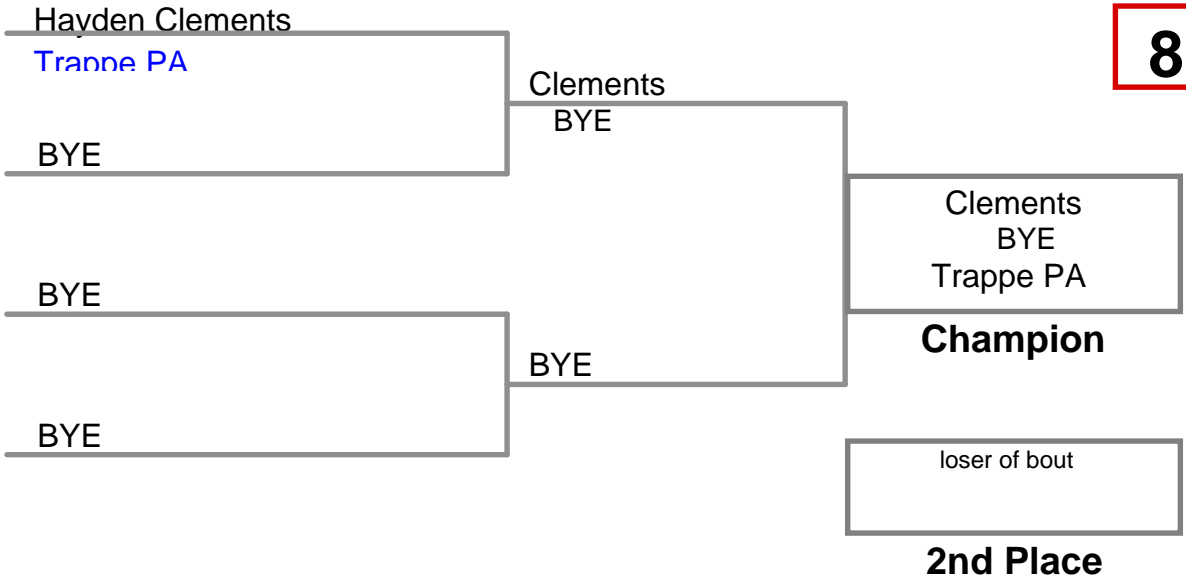 Hayden Clements
Trappe PA
BYE
BYE
BYE
Clements
BYE
BYE
8
Clements
BYE
Trappe PA
Champion
loser of bout
2nd Place